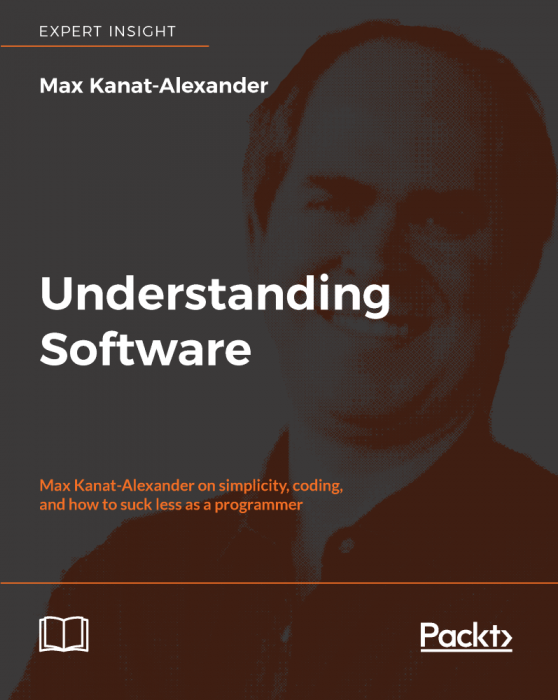 EXPERT INSIGHT
Max Kanat-Alexander
Understanding
Software
Max Kanat-Alexander on simplicity, coding,
and how to suck less as a programmer
Packt>